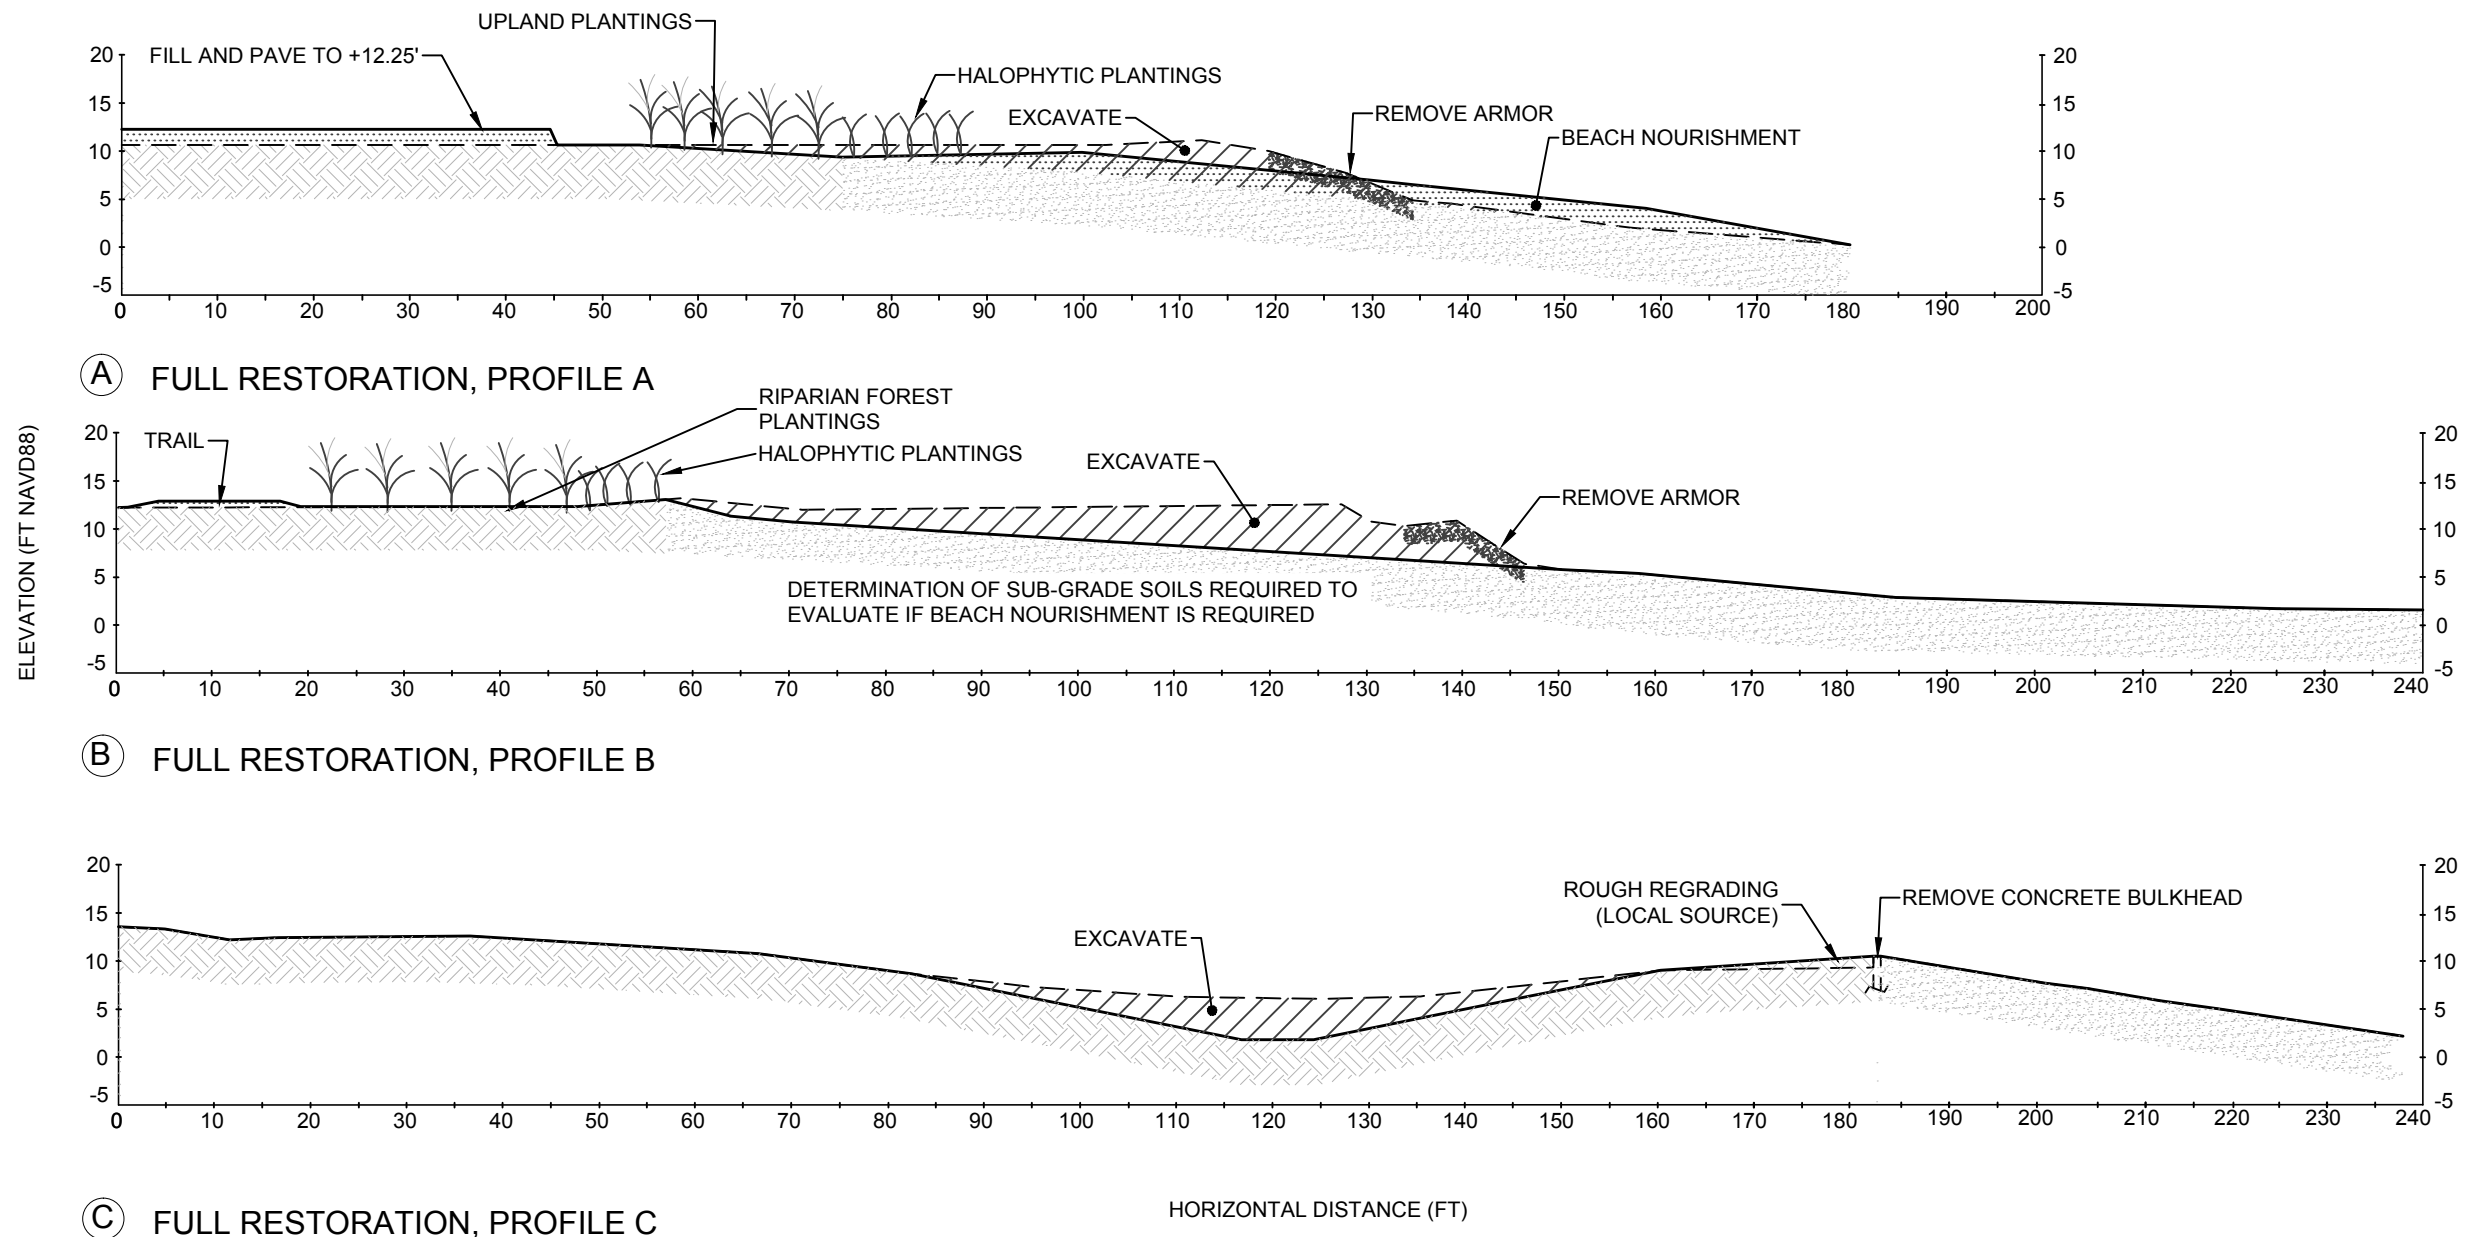 UPLAND PLANTINGS
FILL AND PAVE TO +12.25'
HALOPHYTIC PLANTINGS
EXCAVATE
REMOVE ARMOR
BEACH NOURISHMENT
20
15
10
5
0
-5
20
15
10
5
0
-5
0 10 20 30 40 50 60 70 80 90 100 110 120 130 140 150 160 170 180 190 200
A FULL RESTORATION, PROFILE A
ELEVATION (FT NAVD88)
RIPARIAN FOREST
PLANTINGS
TRAIL
HALOPHYTIC PLANTINGS
EXCAVATE
REMOVE ARMOR
DETERMINATION OF SUB-GRADE SOILS REQUIRED TO
EVALUATE IF BEACH NOURISHMENT IS REQUIRED
20
15
10
5
0
-5
20
15
10
5
0
-5
0 10 20 30 40 50 60 70 80 90 100 110 120 130 140 150 160 170 180 190 200 210 220 230 240
B FULL RESTORATION, PROFILE B
ROUGH REGRADING
(LOCAL SOURCE)
REMOVE CONCRETE BULKHEAD
EXCAVATE
20
15
10
5
0
-5
20
15
10
5
0
-5
0 10 20 30 40 50 60 70 80 90 100 110 120 130 140 150 160 170 180 190 200 210 220 230 240
HORIZONTAL DISTANCE (FT)
C FULL RESTORATION, PROFILE C